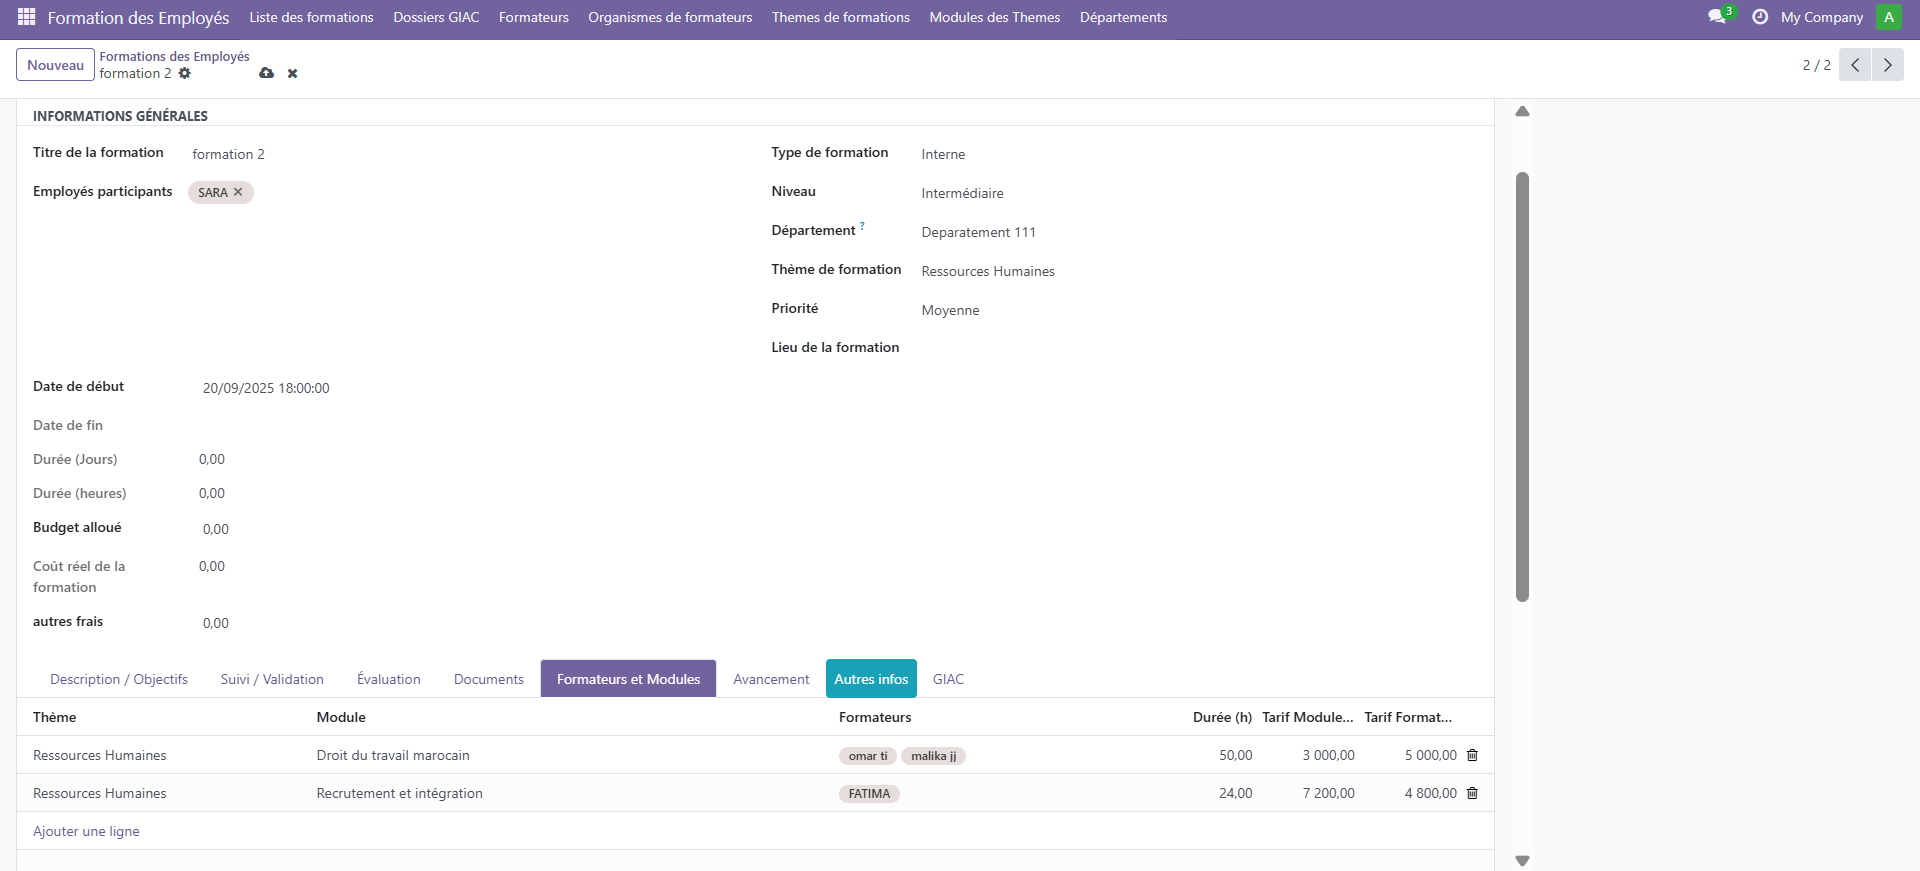 Formation des Employés Liste des formations Dossiers GIAC Formateurs Organismes de formateurs Themes de formations Modules des Themes Départements 3 My Company A
Nouveau Formations des Employés
formation 2 2 / 2
INFORMATIONS GÉNÉRALES
Titre de la formation formation 2 Type de formation Interne
Employés participants SARA Niveau Intermédiaire
Département ? Deparatement 111
Thème de formation Ressources Humaines
Priorité Moyenne
Lieu de la formation
Date de début 20/09/2025 18:00:00
Date de fin
Durée (Jours) 0,00
Durée (heures) 0,00
Budget alloué 0,00
Coût réel de la 0,00
formation
autres frais 0,00
Description / Objectifs Suivi / Validation Évaluation Documents Formateurs et Modules Avancement Autres infos GIAC
Thème Module Formateurs Durée (h) Tarif Module... Tarif Format...
Ressources Humaines Droit du travail marocain omar ti malika jj 50,00 3 000,00 5 000,00
Ressources Humaines Recrutement et intégration FATIMA 24,00 7 200,00 4 800,00
Ajouter une ligne